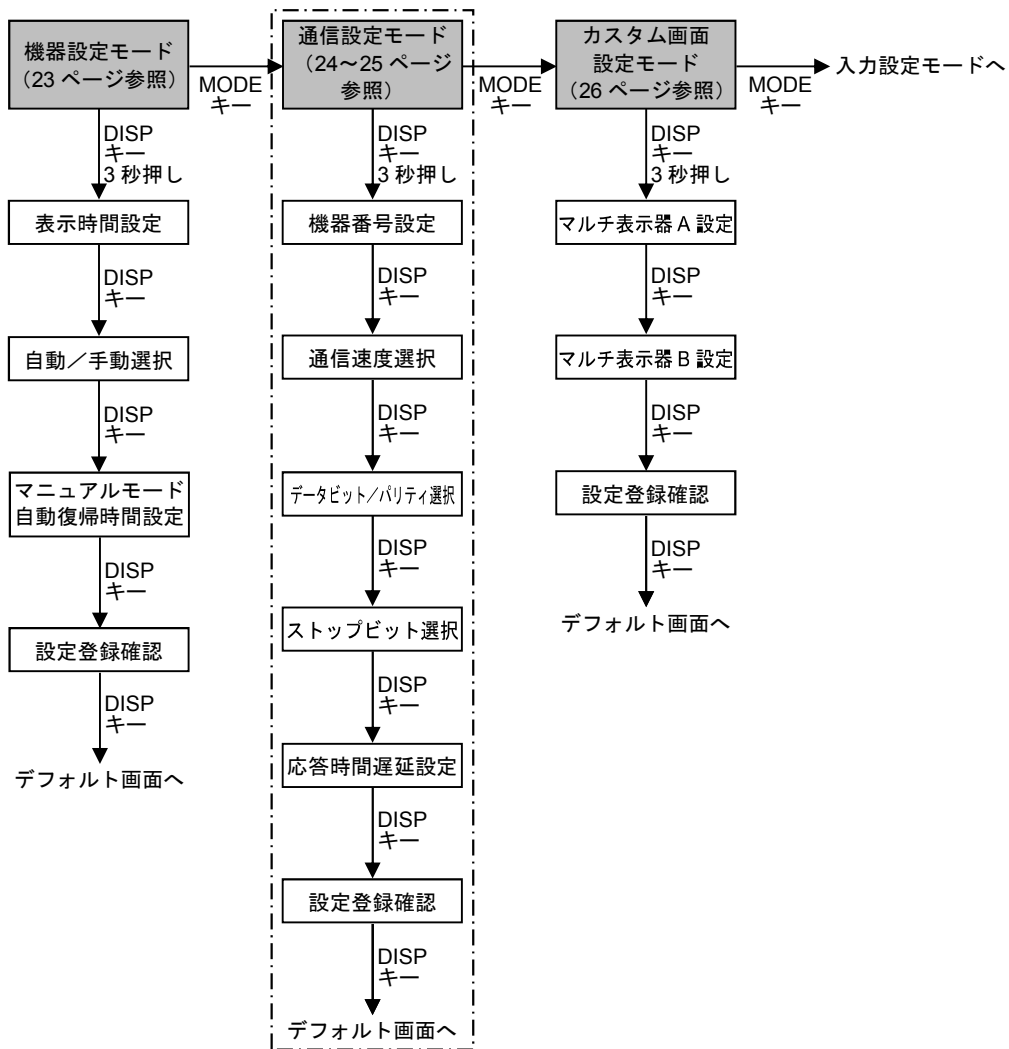 機器設定モード
（23 ページ参照）
MODE
キー
通信設定モード
（24～25 ページ
参照）
MODE
キー
カスタム画面
設定モード
（26 ページ参照）
MODE
キー
入力設定モードへ
DISP
キー
3 秒押し
表示時間設定
DISP
キー
自動／手動選択
DISP
キー
マニュアルモード
自動復帰時間設定
DISP
キー
設定登録確認
DISP
キー
デフォルト画面へ
DISP
キー
3 秒押し
機器番号設定
DISP
キー
通信速度選択
DISP
キー
データビット／パリティ選択
DISP
キー
ストップビット選択
DISP
キー
応答時間遅延設定
DISP
キー
設定登録確認
DISP
キー
デフォルト画面へ
DISP
キー
3 秒押し
マルチ表示器 A 設定
DISP
キー
マルチ表示器 B 設定
DISP
キー
設定登録確認
DISP
キー
デフォルト画面へ